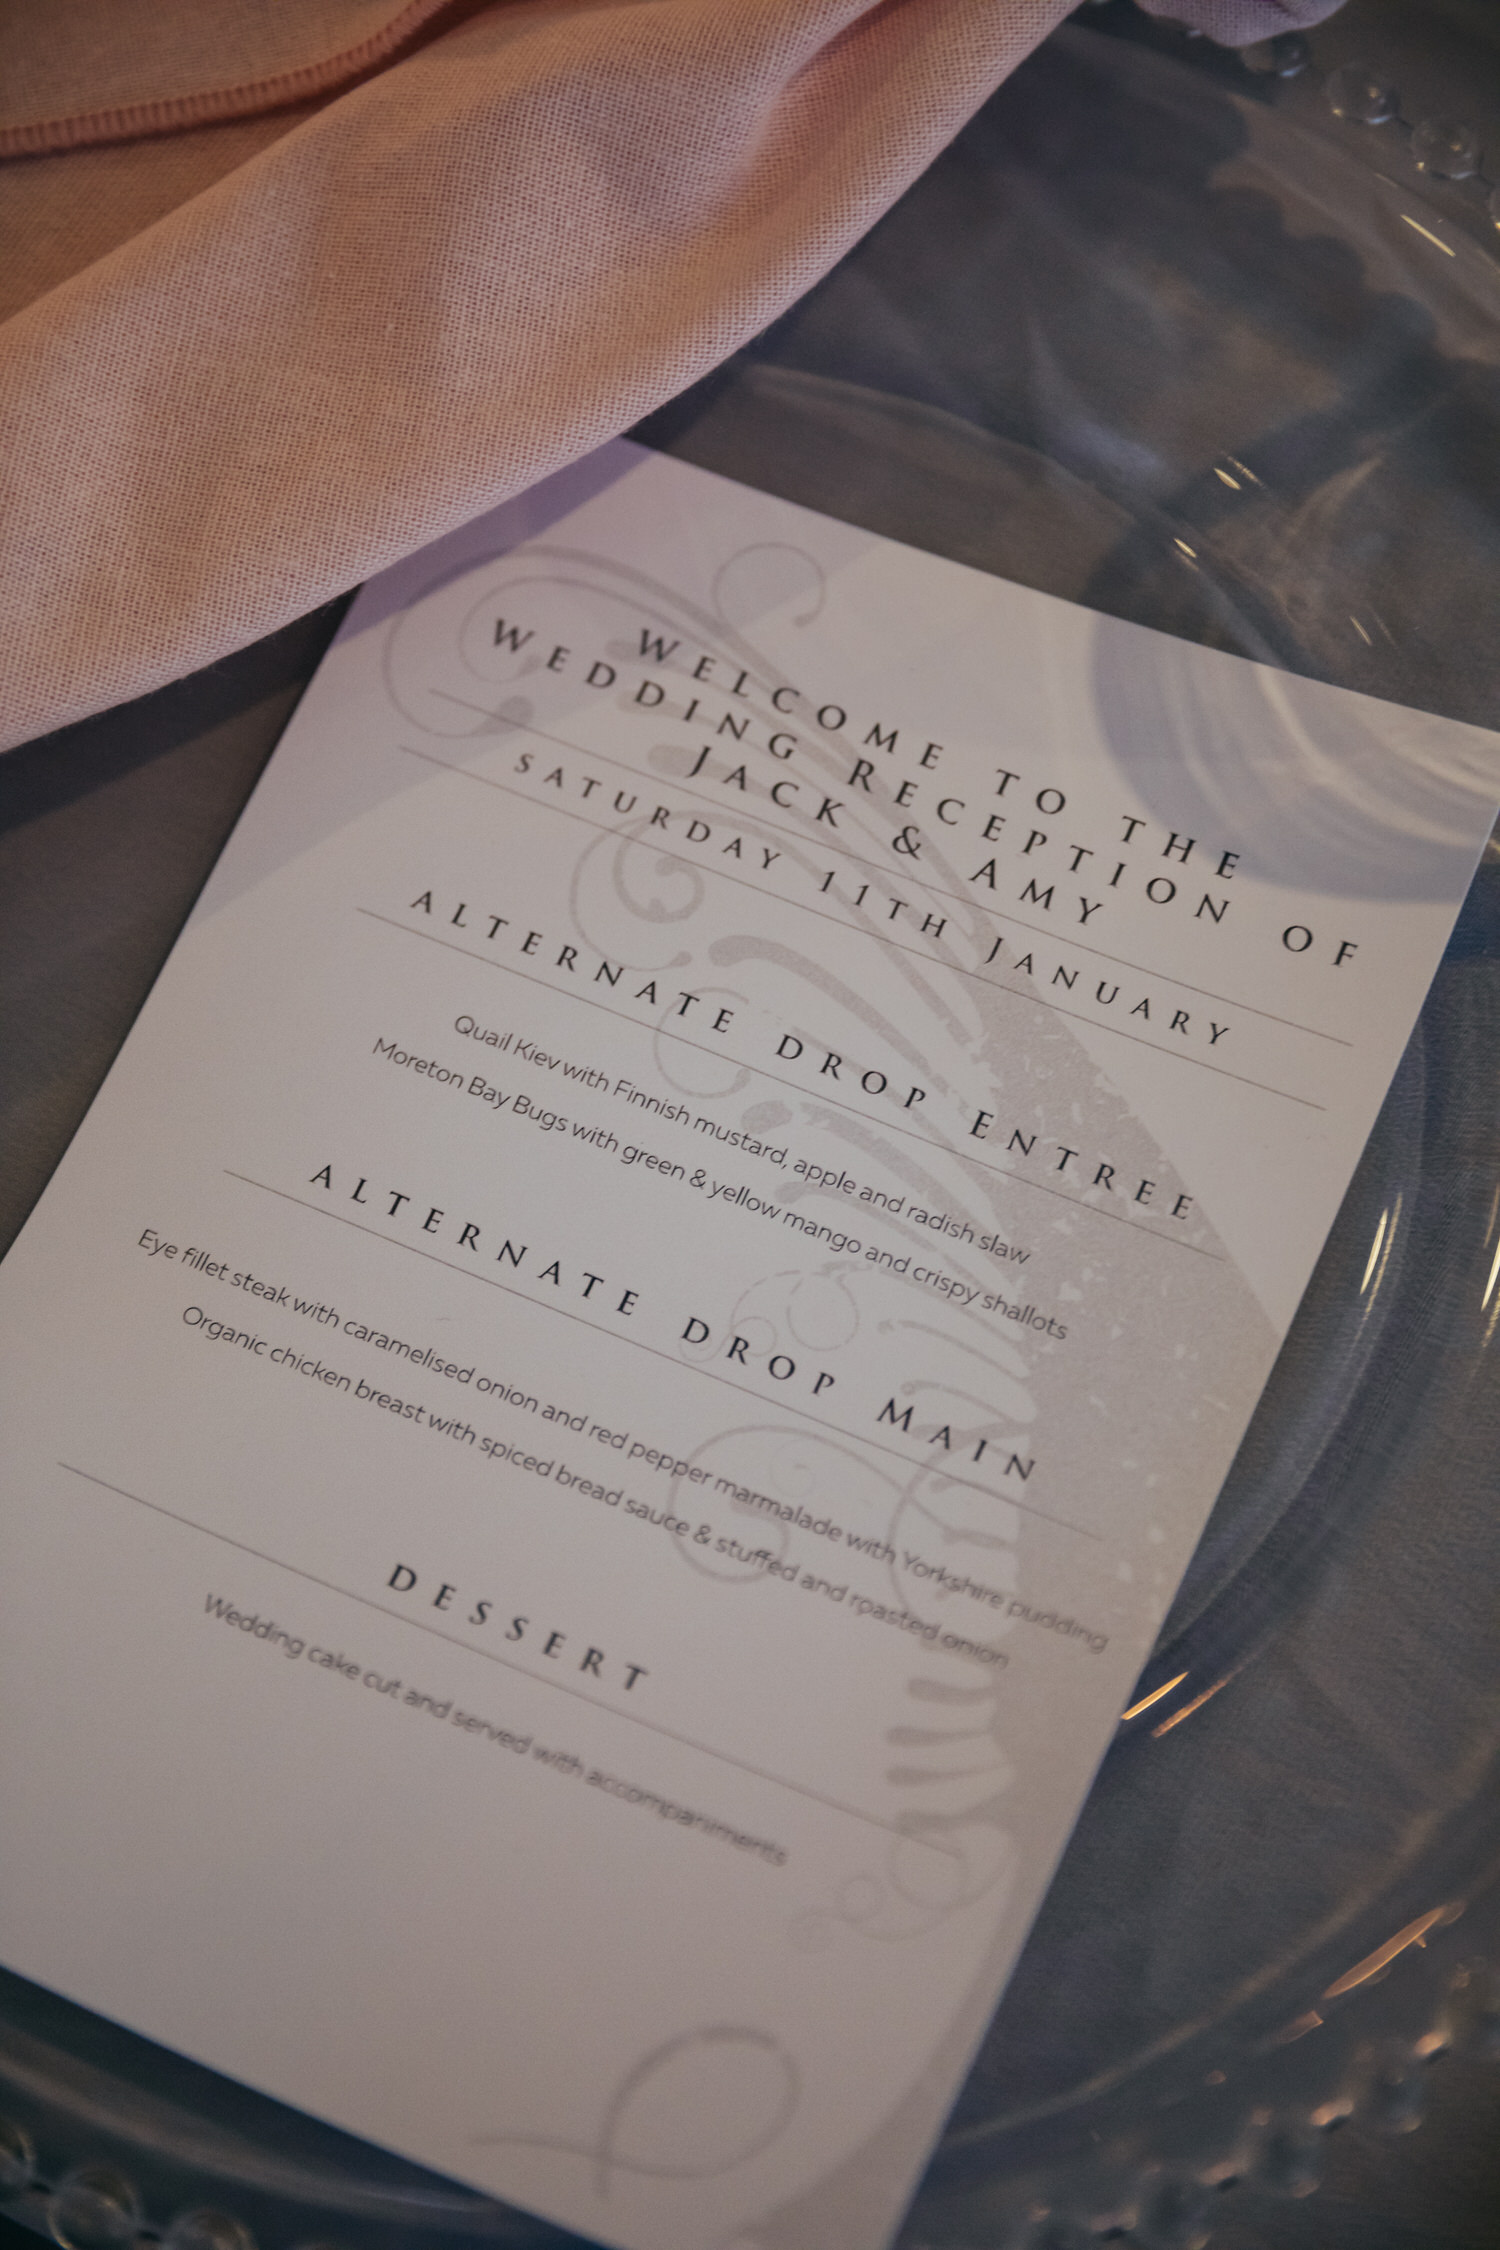 Welcome to the
Wedding Reception of
Jack & Amy
Saturday 11th January
Alternate Drop Entree
Quail Kiev with Finnish mustard, apple and radish slaw
Moreton Bay Bugs with green & yellow mango and crispy shallots
Alternate Drop Main
Eye fillet steak with caramelised onion and red pepper marmalade with Yorkshire pudding
Organic chicken breast with spiced bread sauce & stuffed and roasted onion
Dessert
Wedding cake cut and served with accompaniments